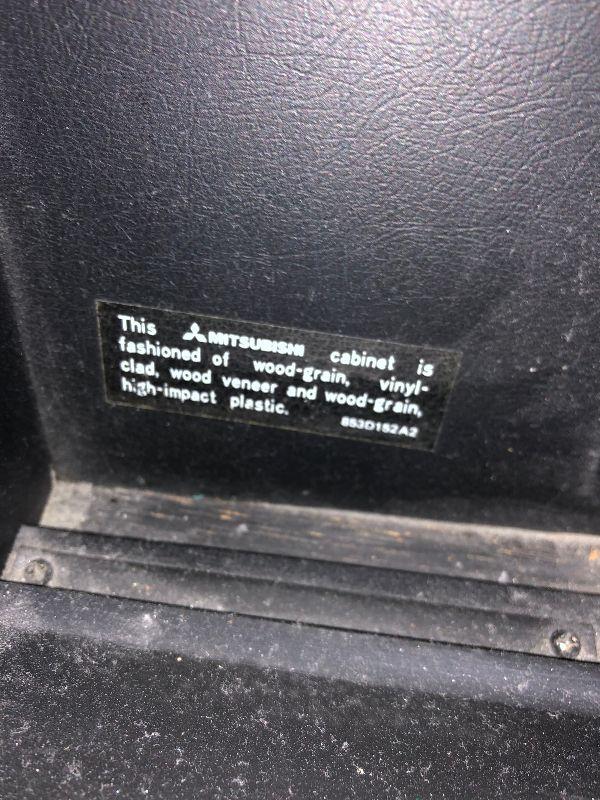 This MITSUBISHI cabinet is
fashioned of wood-grain, vinyl-
clad, wood veneer and wood-grain,
high-impact plastic.
853D152A2